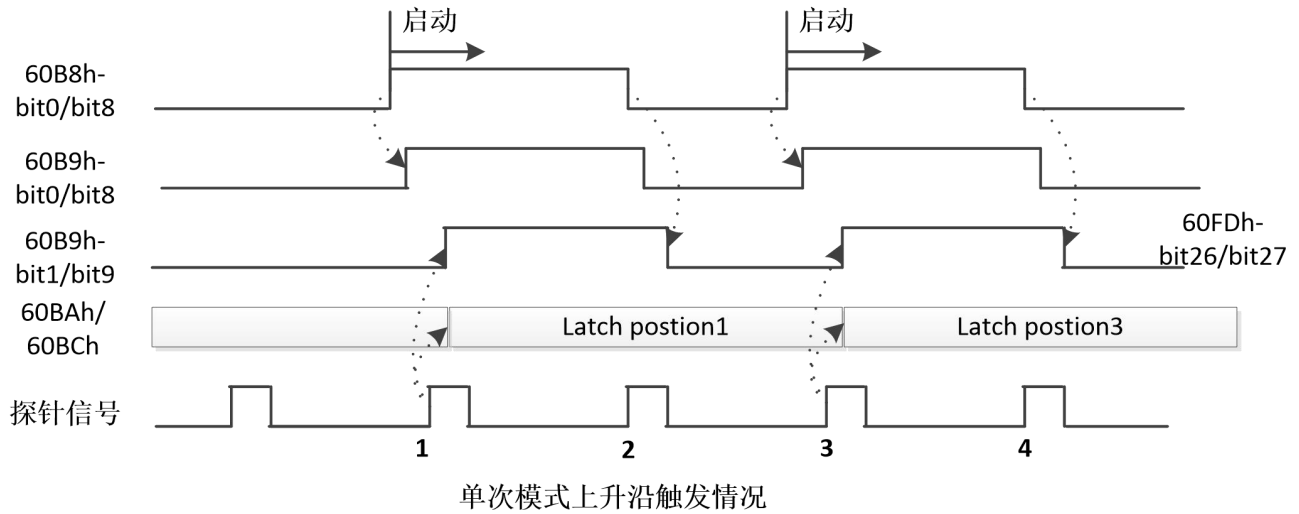 启动
启动
60B8h-
bit0/bit8
60B9h-
bit0/bit8
60B9h-
bit1/bit9
60FDh-
bit26/bit27
60BAh/
60BCh
Latch postion1
Latch postion3
探针信号
1
2
3
4
单次模式上升沿触发情况